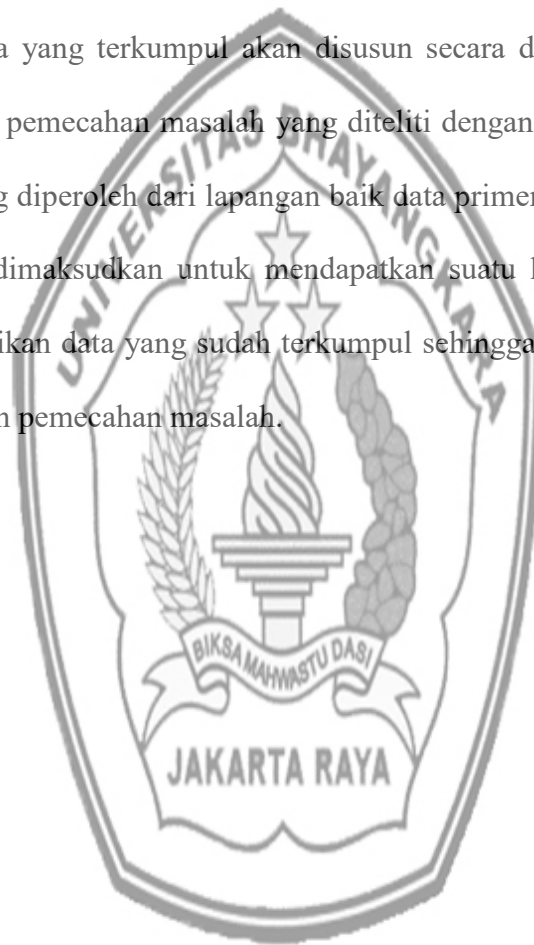 yang terkumpul akan disusun secara
pemecahan masalah yang diteliti dengan
diperoleh dari lapangan baik data primer
dimaksudkan untuk mendapatkan suatu
data yang sudah terkumpul sehingga
pemecahan masalah.
UNIVERSITAS BHAYANGKARA
BIKSA MAHWASTU DASI
JAKARTA RAYA